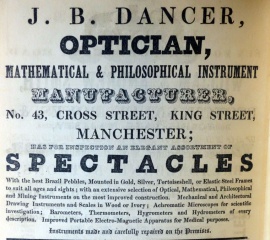 J. B. DANCER,
OPTICIAN,
MATHEMATICAL & PHILOSOPHICAL INSTRUMENT
MANUFACTURER,
No. 43, CROSS STREET, KING STREET,
MANCHESTER;
HAS FOR INSPECTION AN ELEGANT ASSORTMENT OF
SPECTACLES
With the best Brazil Pebbles, Mounted in Gold, Silver, Tortoiseshell, or Elastic Steel Frames
to suit all ages and sights; with an extensive selection of Optical, Mathematical, Philosophical
and Mining Instruments on the most improved construction. Mechanical and Architectural
Drawing Instruments and Scales in Wood or Ivory; Achromatic Microscopes for scientific
investigation; Barometers, Thermometers, Hygrometers and Hydrometers of every
description. Improved Portable Electro-Magnetic Apparatus for Medical purposes.
Instruments made and carefully repaired on the Premises.